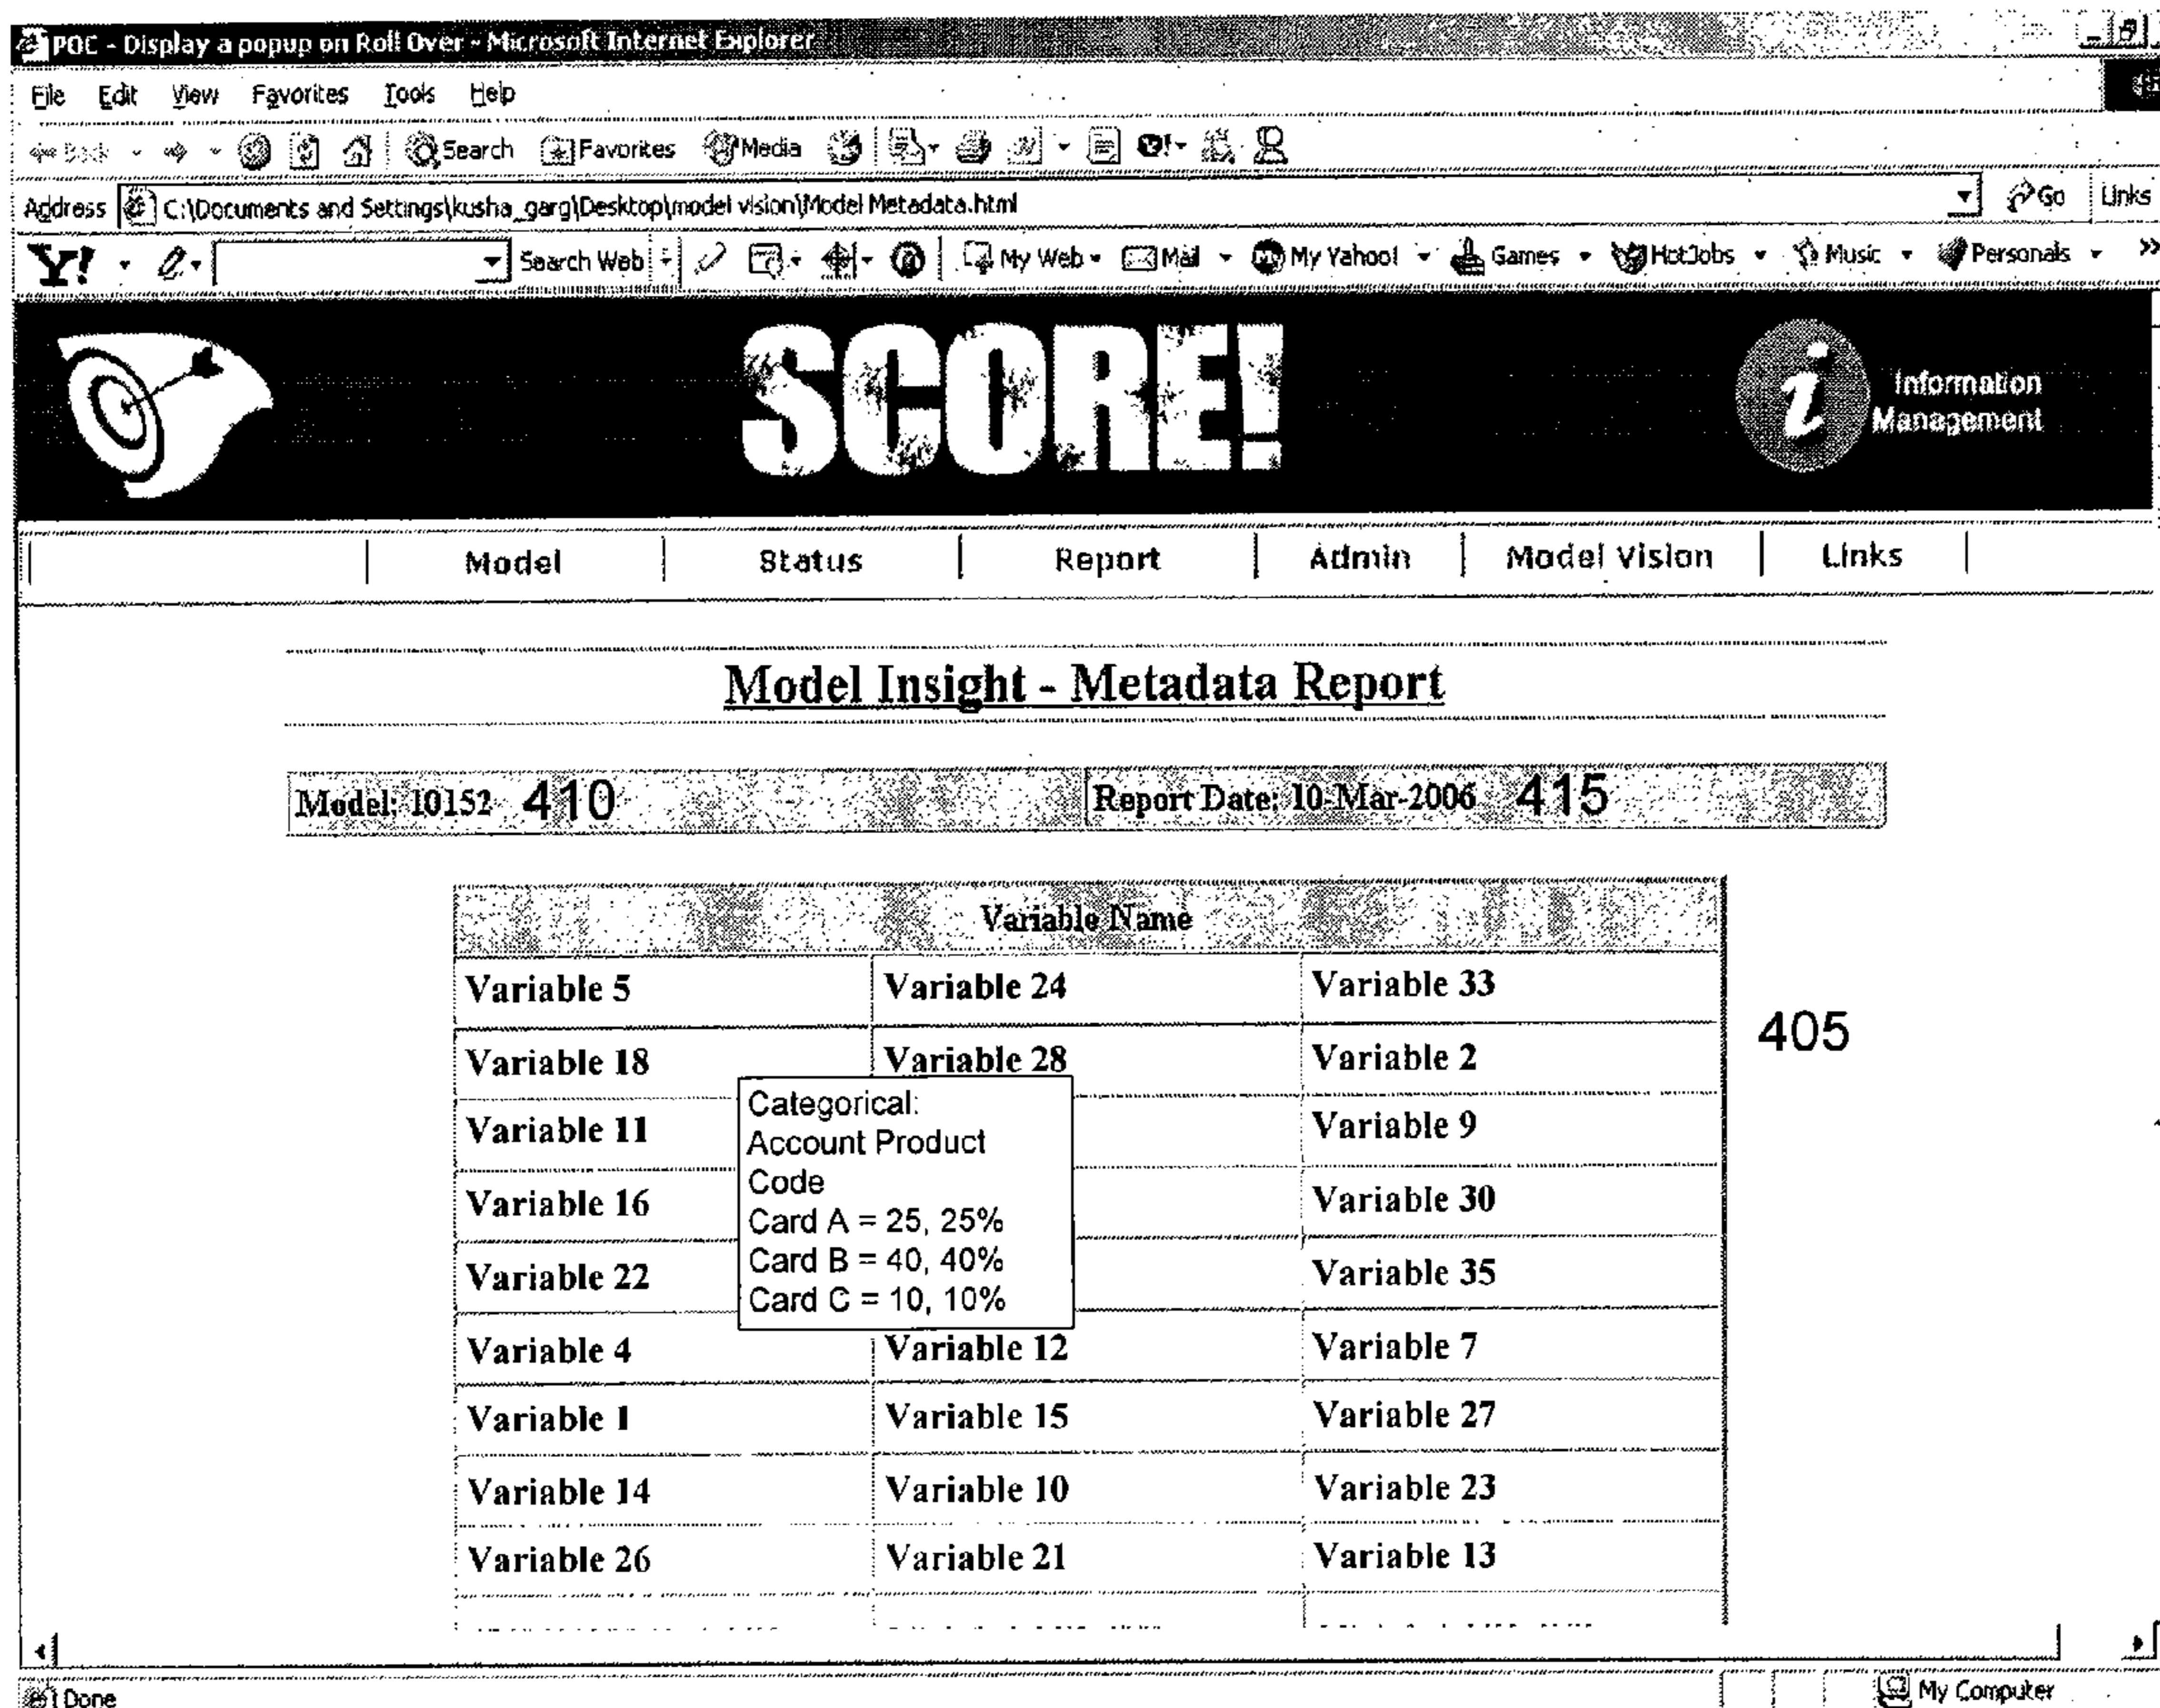 POC - Display a popup on Roll Over - Microsoft Internet Explorer
File Edit View Favorites Tools Help
Back Search Favorites Media
Address C:\Documents and Settings\kusha_garg\Desktop\model vision\Model Metadata.html Go Links
Y! Search Web My Web Mail My Yahoo! Games HotJobs Music Personals »
SCORE!
i Information
Management
Model Status Report Admin Model Vision Links
Model Insight - Metadata Report
Model: 10152 410 Report Date: 10-Mar-2006 415
Variable Name
Variable 5 Variable 24 Variable 33
405
Variable 18 Variable 28 Variable 2
Categorical:
Account Product
Code
Card A = 25, 25%
Card B = 40, 40%
Card C = 10, 10%
Variable 11 Variable 9
Variable 16 Variable 30
Variable 22 Variable 35
Variable 4 Variable 12 Variable 7
Variable 1 Variable 15 Variable 27
Variable 14 Variable 10 Variable 23
Variable 26 Variable 21 Variable 13
Done My Computer